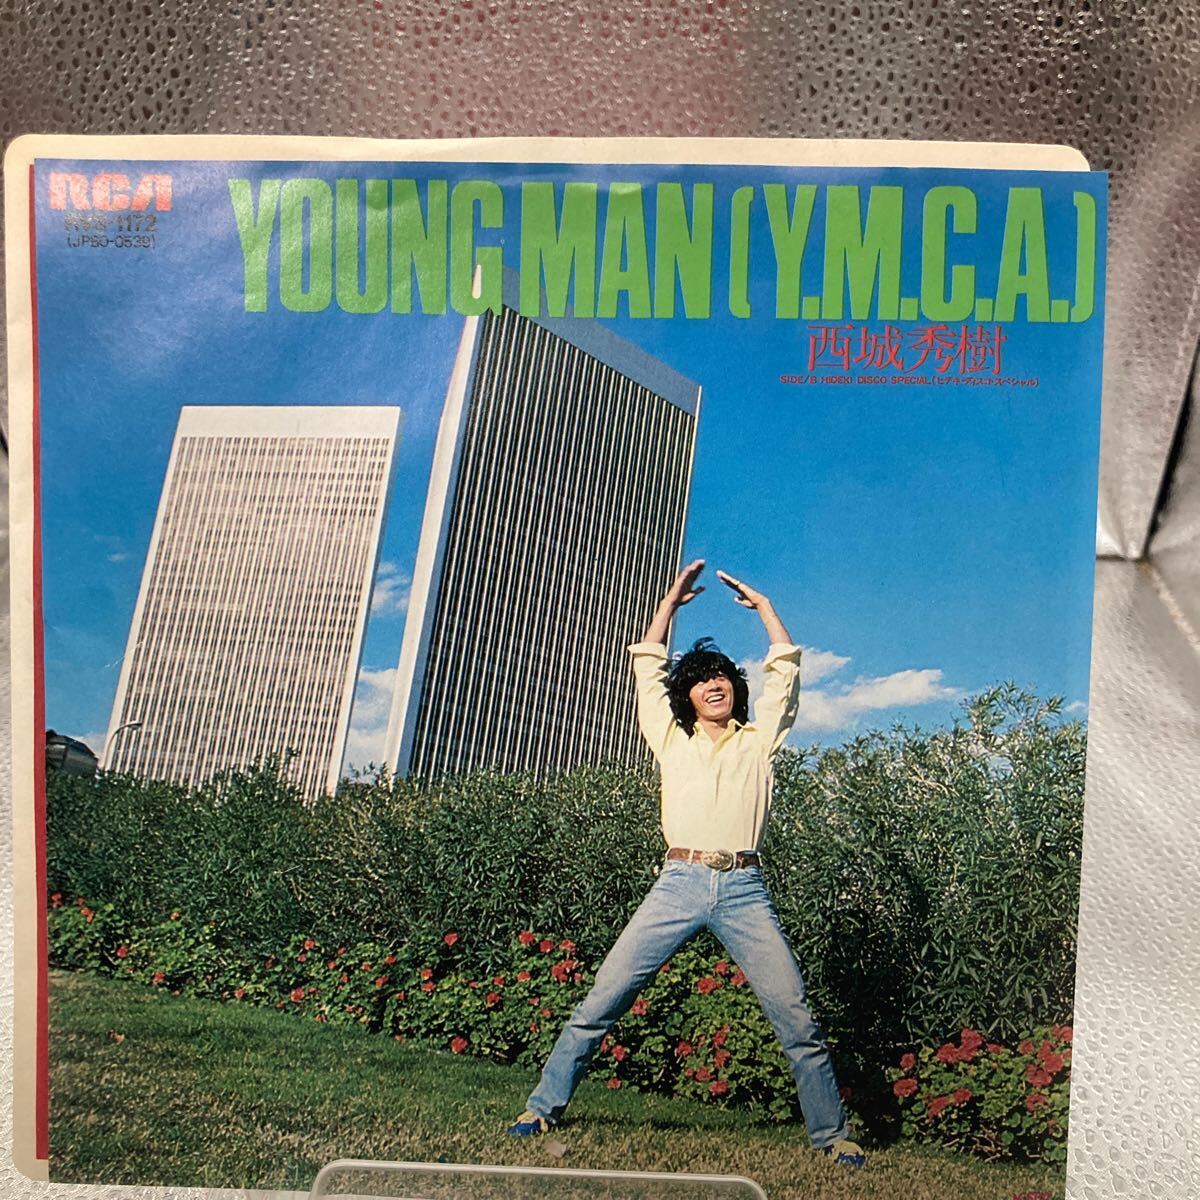 RCA
RVS-1172
(JPBO-0539)
YOUNG MAN (Y.M.C.A.)
西城秀樹
SIDE/B HIDEKI DISCO SPECIAL (ヒデキ・ディスコ・スペシャル)